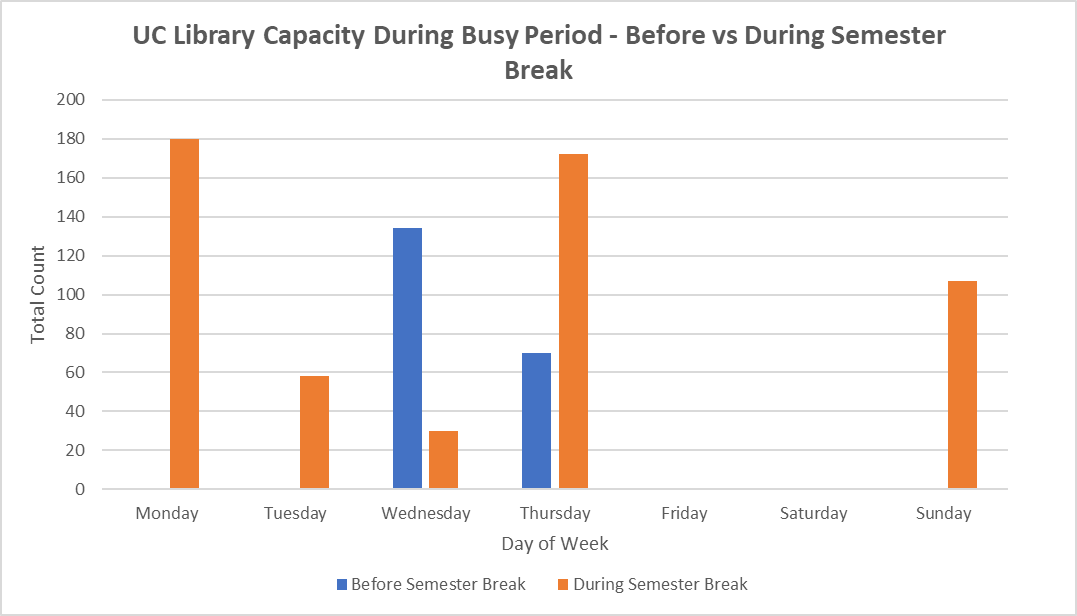 UC Library Capacity During Busy Period - Before vs During Semester
Break
200
180
160
140
120
100
80
60
40
20
0
Total Count
Monday Tuesday Wednesday Thursday Friday Saturday Sunday
Day of Week
Before Semester Break During Semester Break